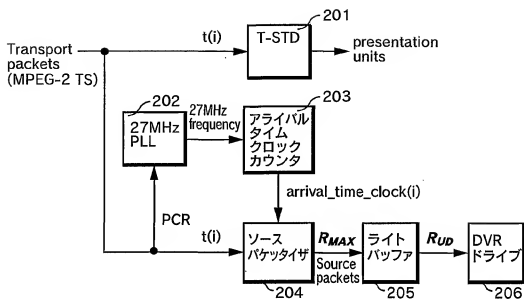 201
t(i)
T-STD
Transport
packets
(MPEG-2 TS)
presentation
units
202
27MHz
PLL
27MHz
frequency
203
アライバル
タイム
クロック
カウンタ
arrival_time_clock(i)
PCR
t(i)
ソース
パケッタイザ
204
RMAX
Source
packets
ライト
バッファ
205
RUD
DVR
ドライブ
206